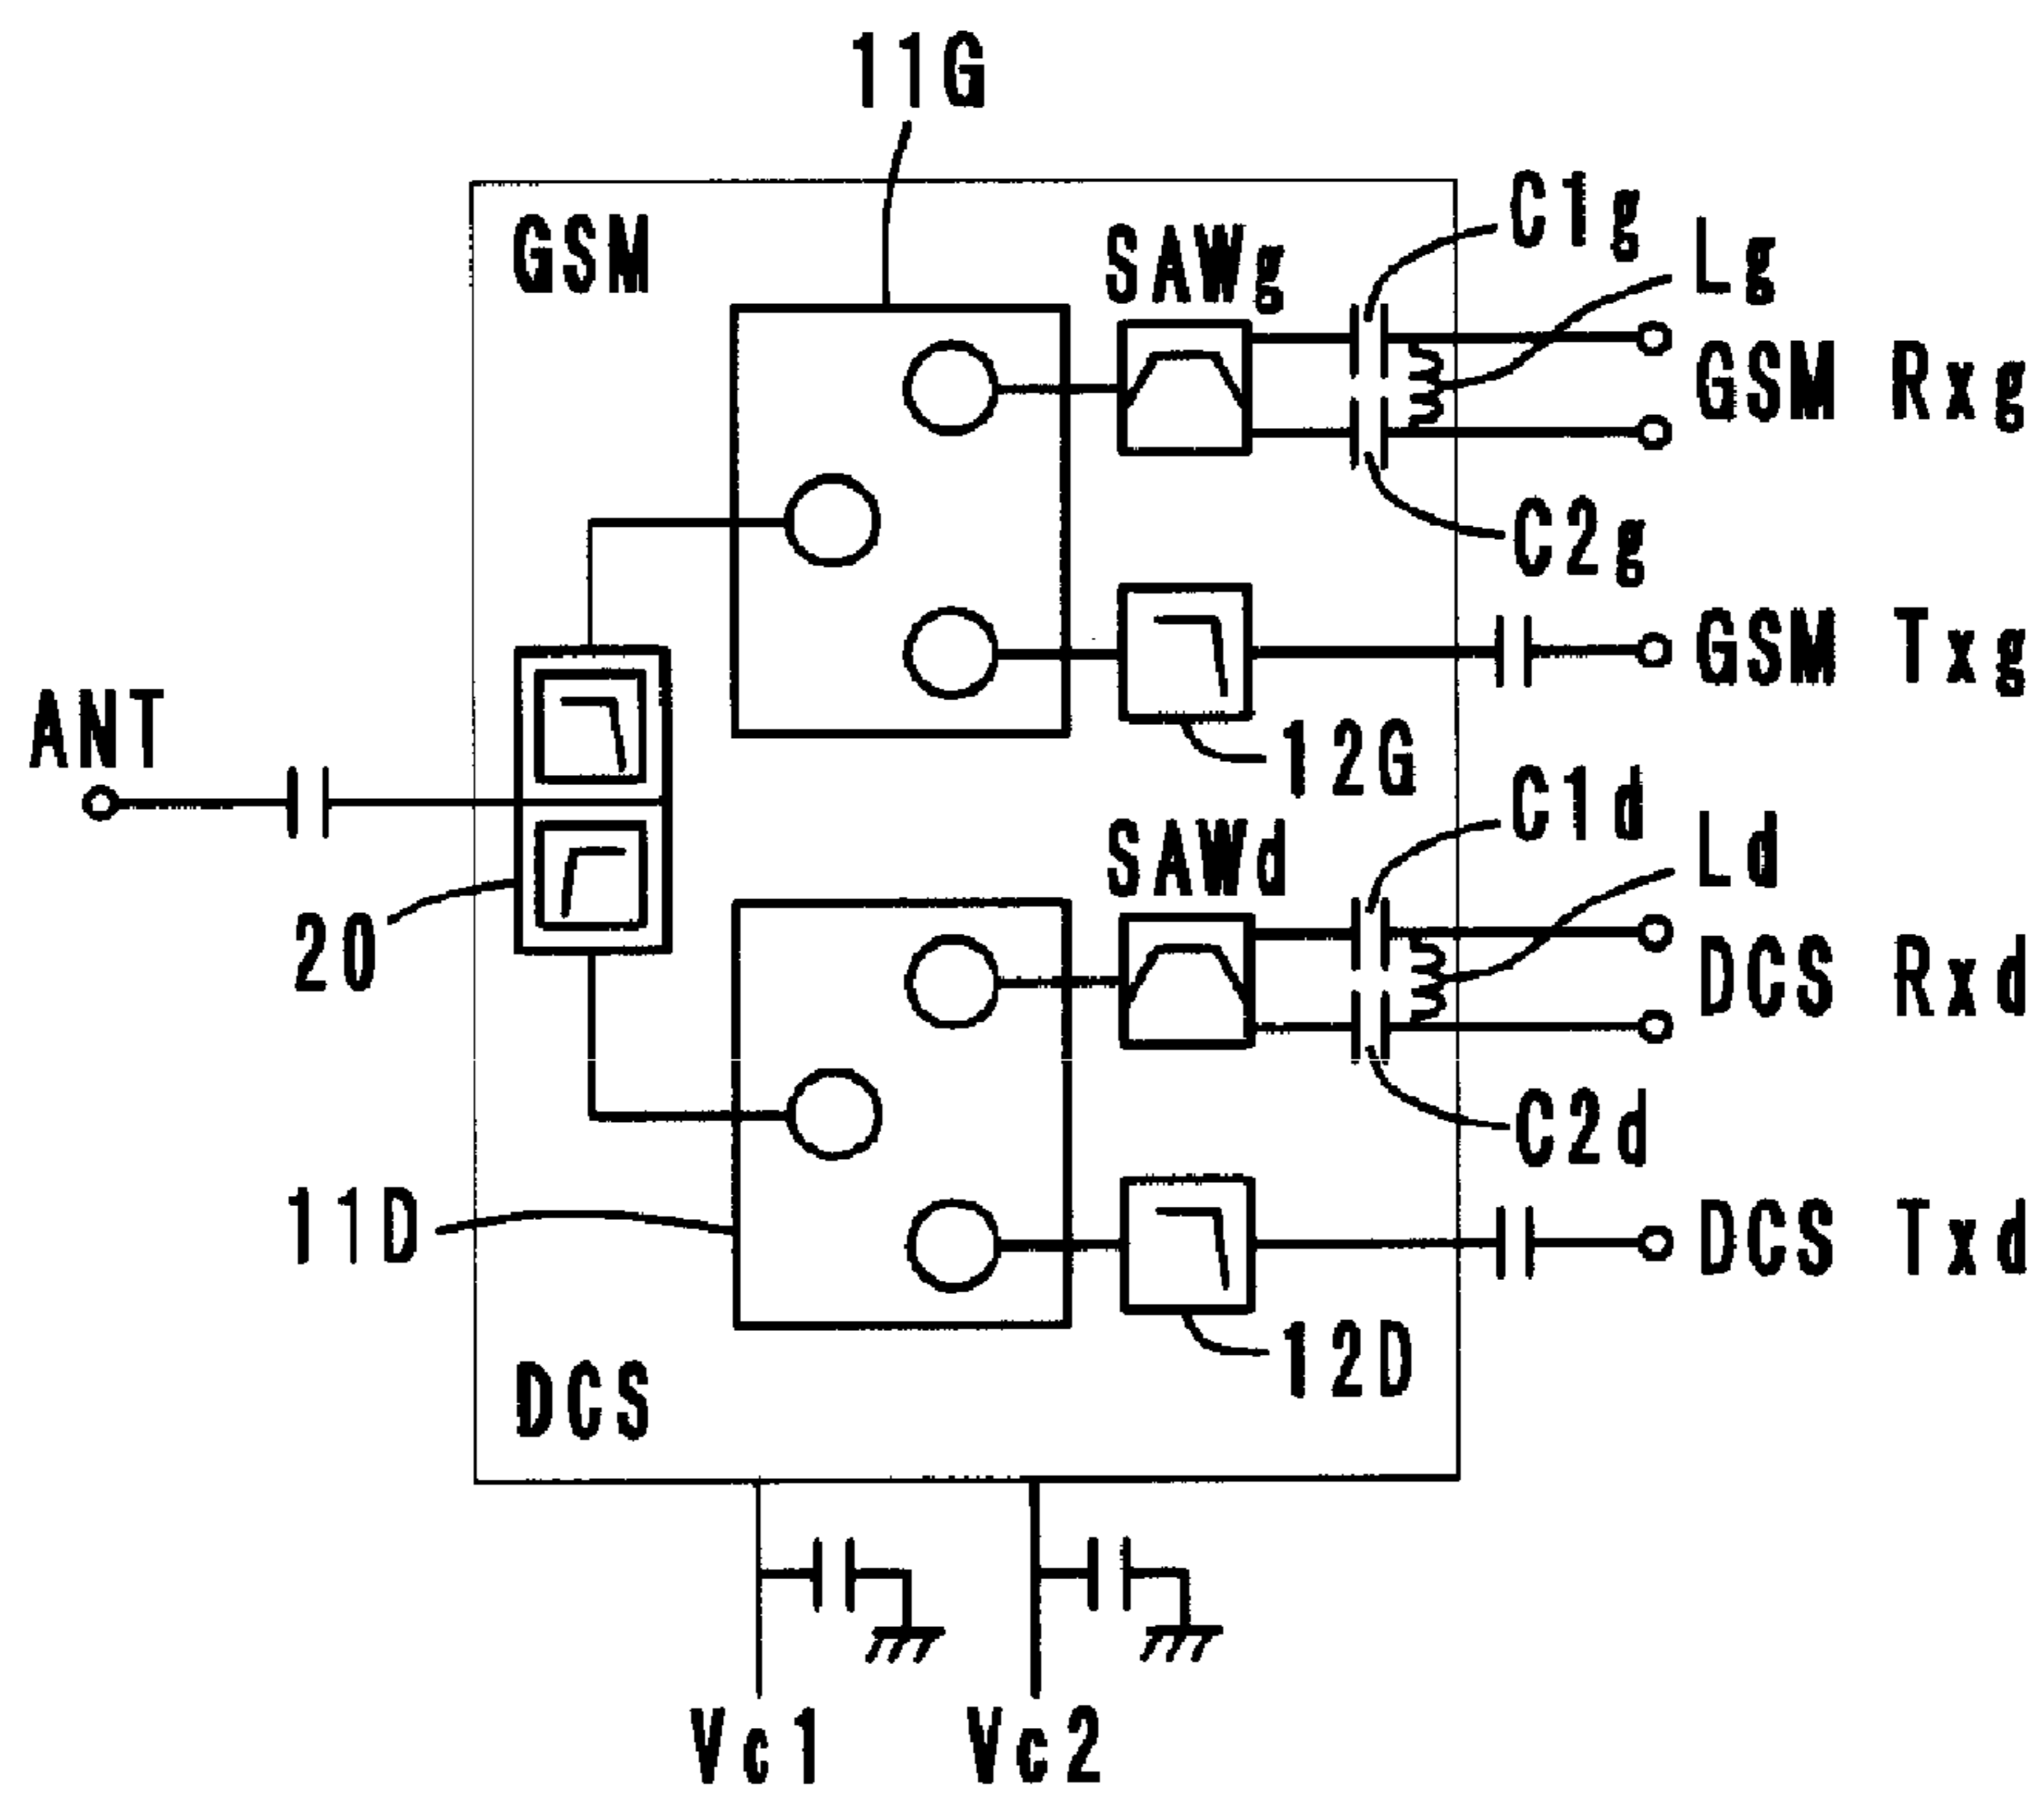 11G
GSM
SAWg
C1g
Lg
GSM Rxg
C2g
GSM Txg
12G
ANT
20
SAWd
C1d
Ld
DCS Rxd
C2d
11D
DCS Txd
12D
DCS
Vc1
Vc2